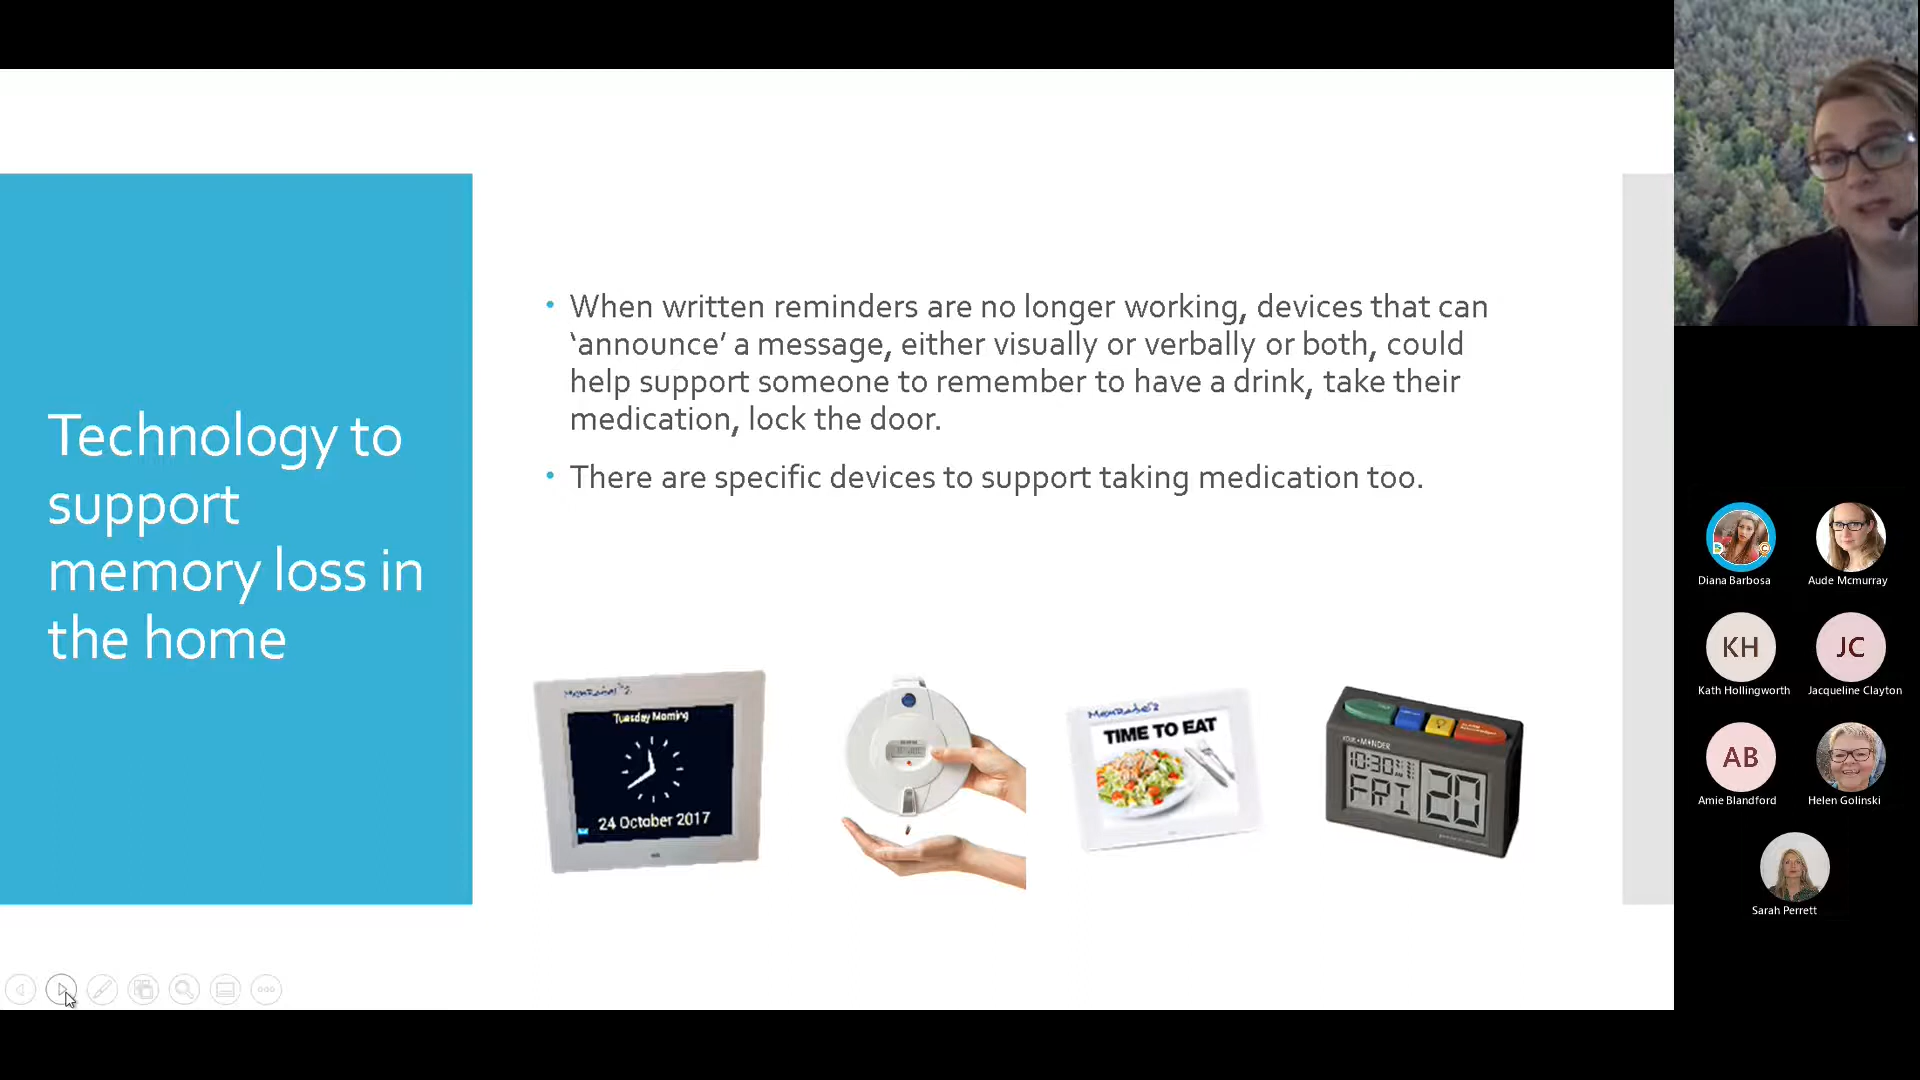 Technology to
support
memory loss in
the home
• When written reminders are no longer working, devices that can
‘announce’ a message, either visually or verbally or both, could
help support someone to remember to have a drink, take their
medication, lock the door.
• There are specific devices to support taking medication too.
Tuesday Morning
24 October 2017
TIME TO EAT
10:30
FRI 20
Diana Barbosa
Aude Mcmurray
KH
JC
Kath Hollingworth
Jacqueline Clayton
AB
Amie Blandford
Helen Golinski
Sarah Perrett